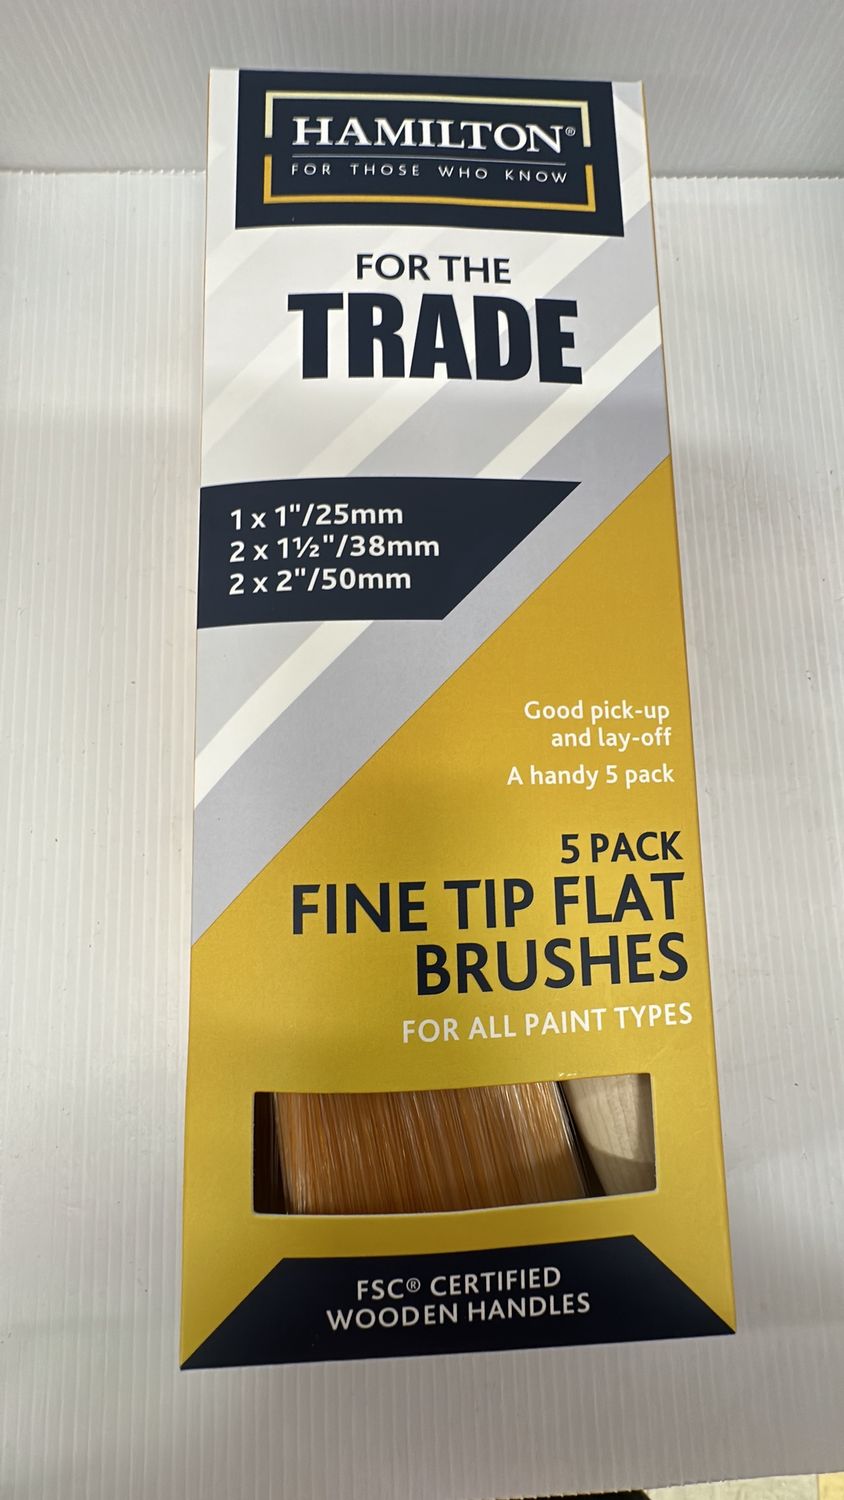 HAMILTON®
FOR THOSE WHO KNOW
FOR THE
TRADE
1 x 1"/25mm
2 x 1½"/38mm
2 x 2"/50mm
Good pick-up
and lay-off
A handy 5 pack
5 PACK
FINE TIP FLAT
BRUSHES
FOR ALL PAINT TYPES
FSC® CERTIFIED
WOODEN HANDLES